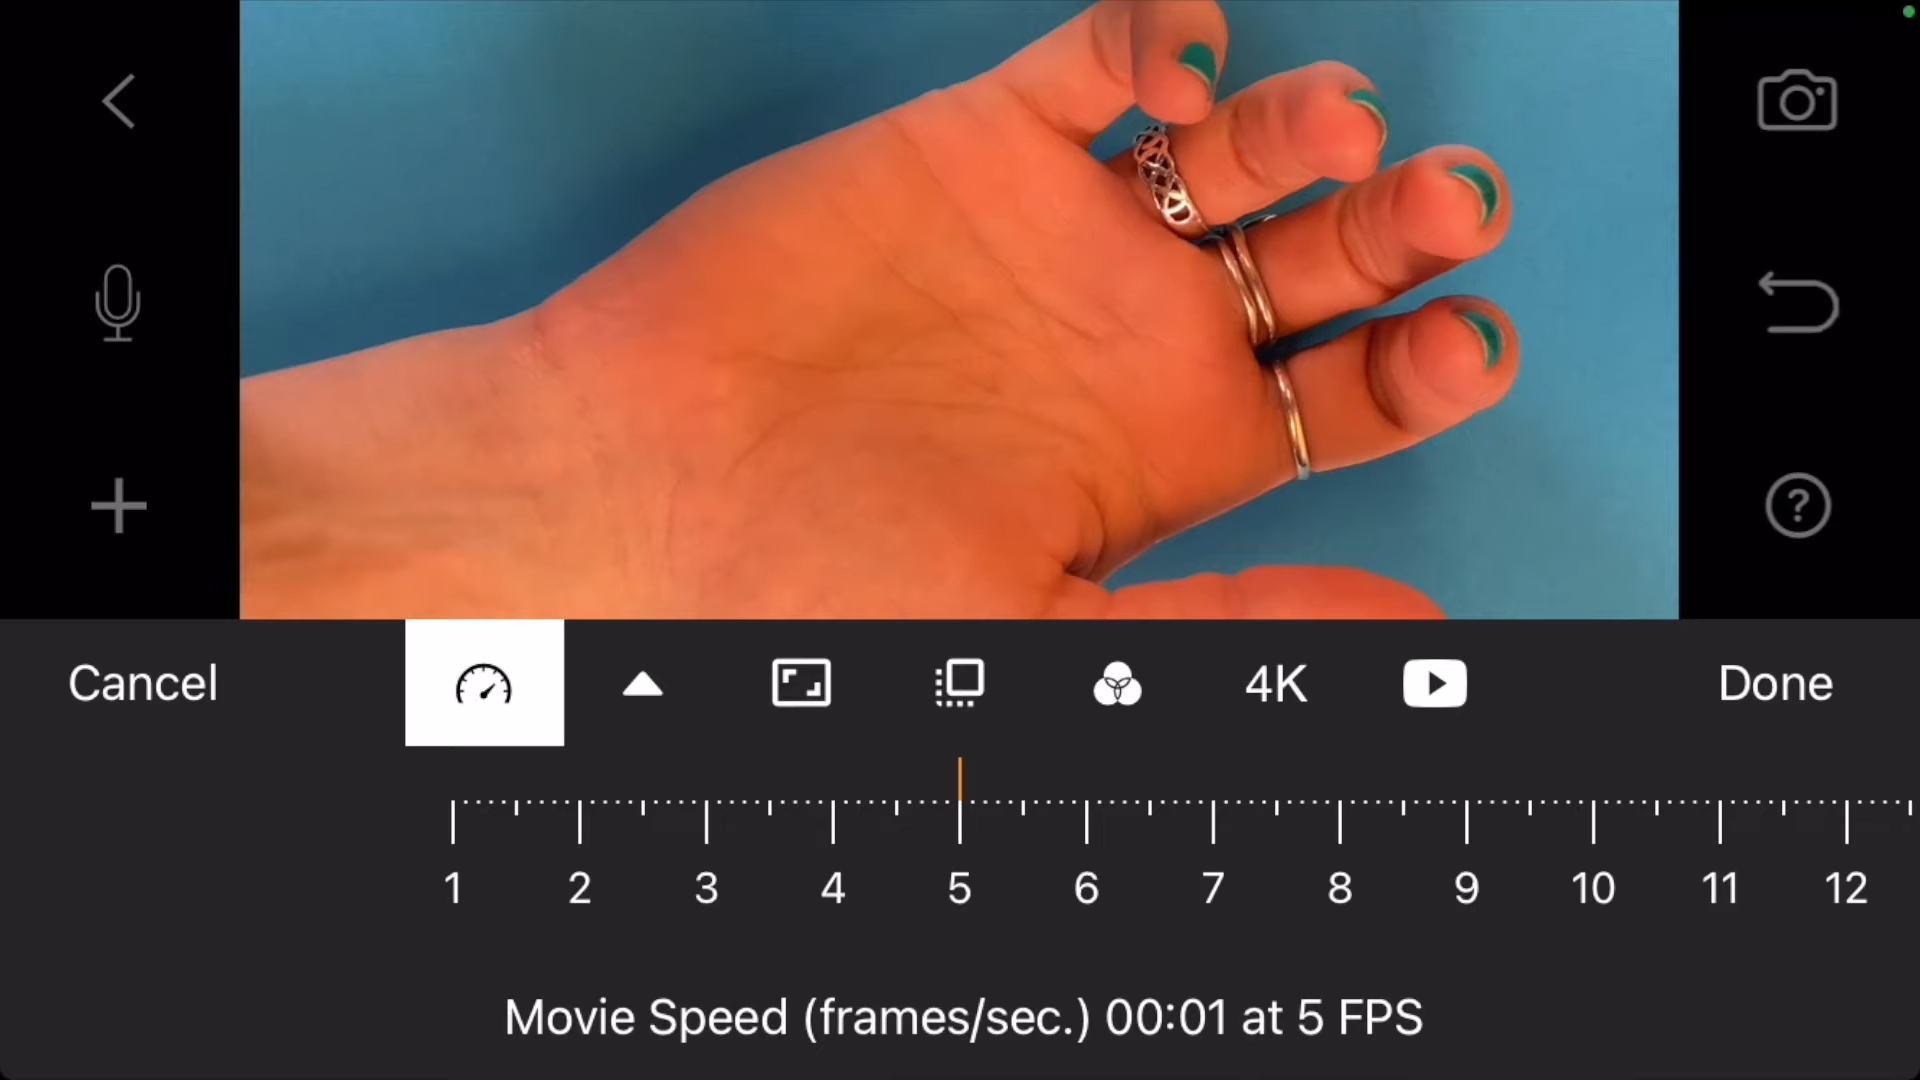 Cancel 4K Done
1 2 3 4 5 6 7 8 9 10 11 12
Movie Speed (frames/sec.) 00:01 at 5 FPS